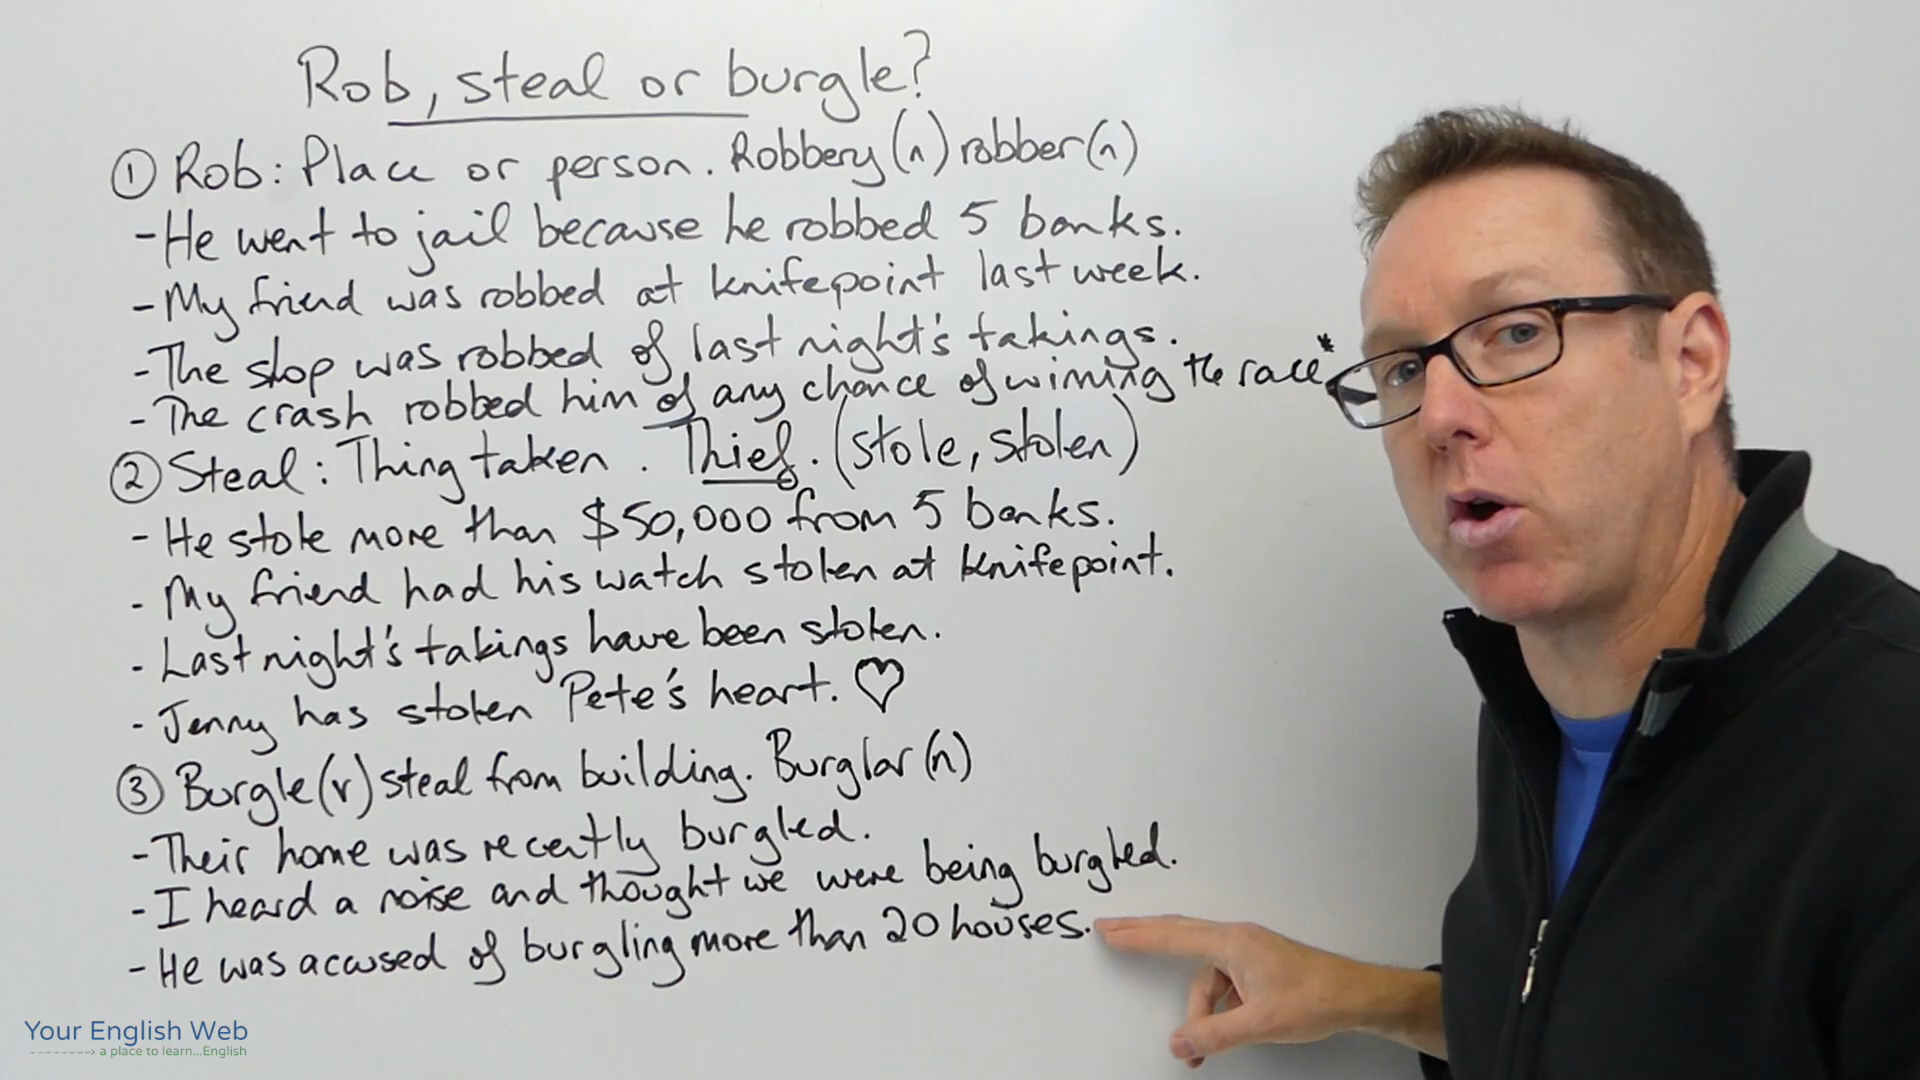 Rob, steal or burgle?
① Rob: Place or person. Robbery (n) robber (n)
- He went to jail because he robbed 5 banks.
- My friend was robbed at knifepoint last week.
- The shop was robbed of last night's takings.
- The crash robbed him of any chance of winning the race*
② Steal: Thing taken. Thief. (stole, stolen)
- He stole more than $50,000 from 5 banks.
- My friend had his watch stolen at knifepoint.
- Last night's takings have been stolen.
- Jenny has stolen Pete's heart. ♡
③ Burgle (v) steal from building. Burglar (n)
- Their home was recently burgled.
- I heard a noise and thought we were being burgled.
- He was accused of burgling more than 20 houses.
Your English Web
a place to learn...English